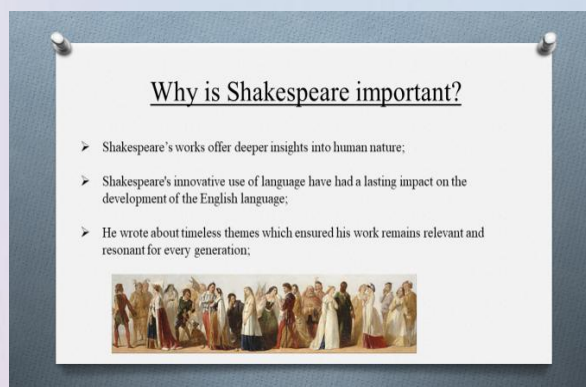 Why is Shakespeare important?
➢ Shakespeare's works offer deeper insights into human nature;
➢ Shakespeare's innovative use of language have had a lasting impact on the
development of the English language;
➢ He wrote about timeless themes which ensured his work remains relevant and
resonant for every generation;